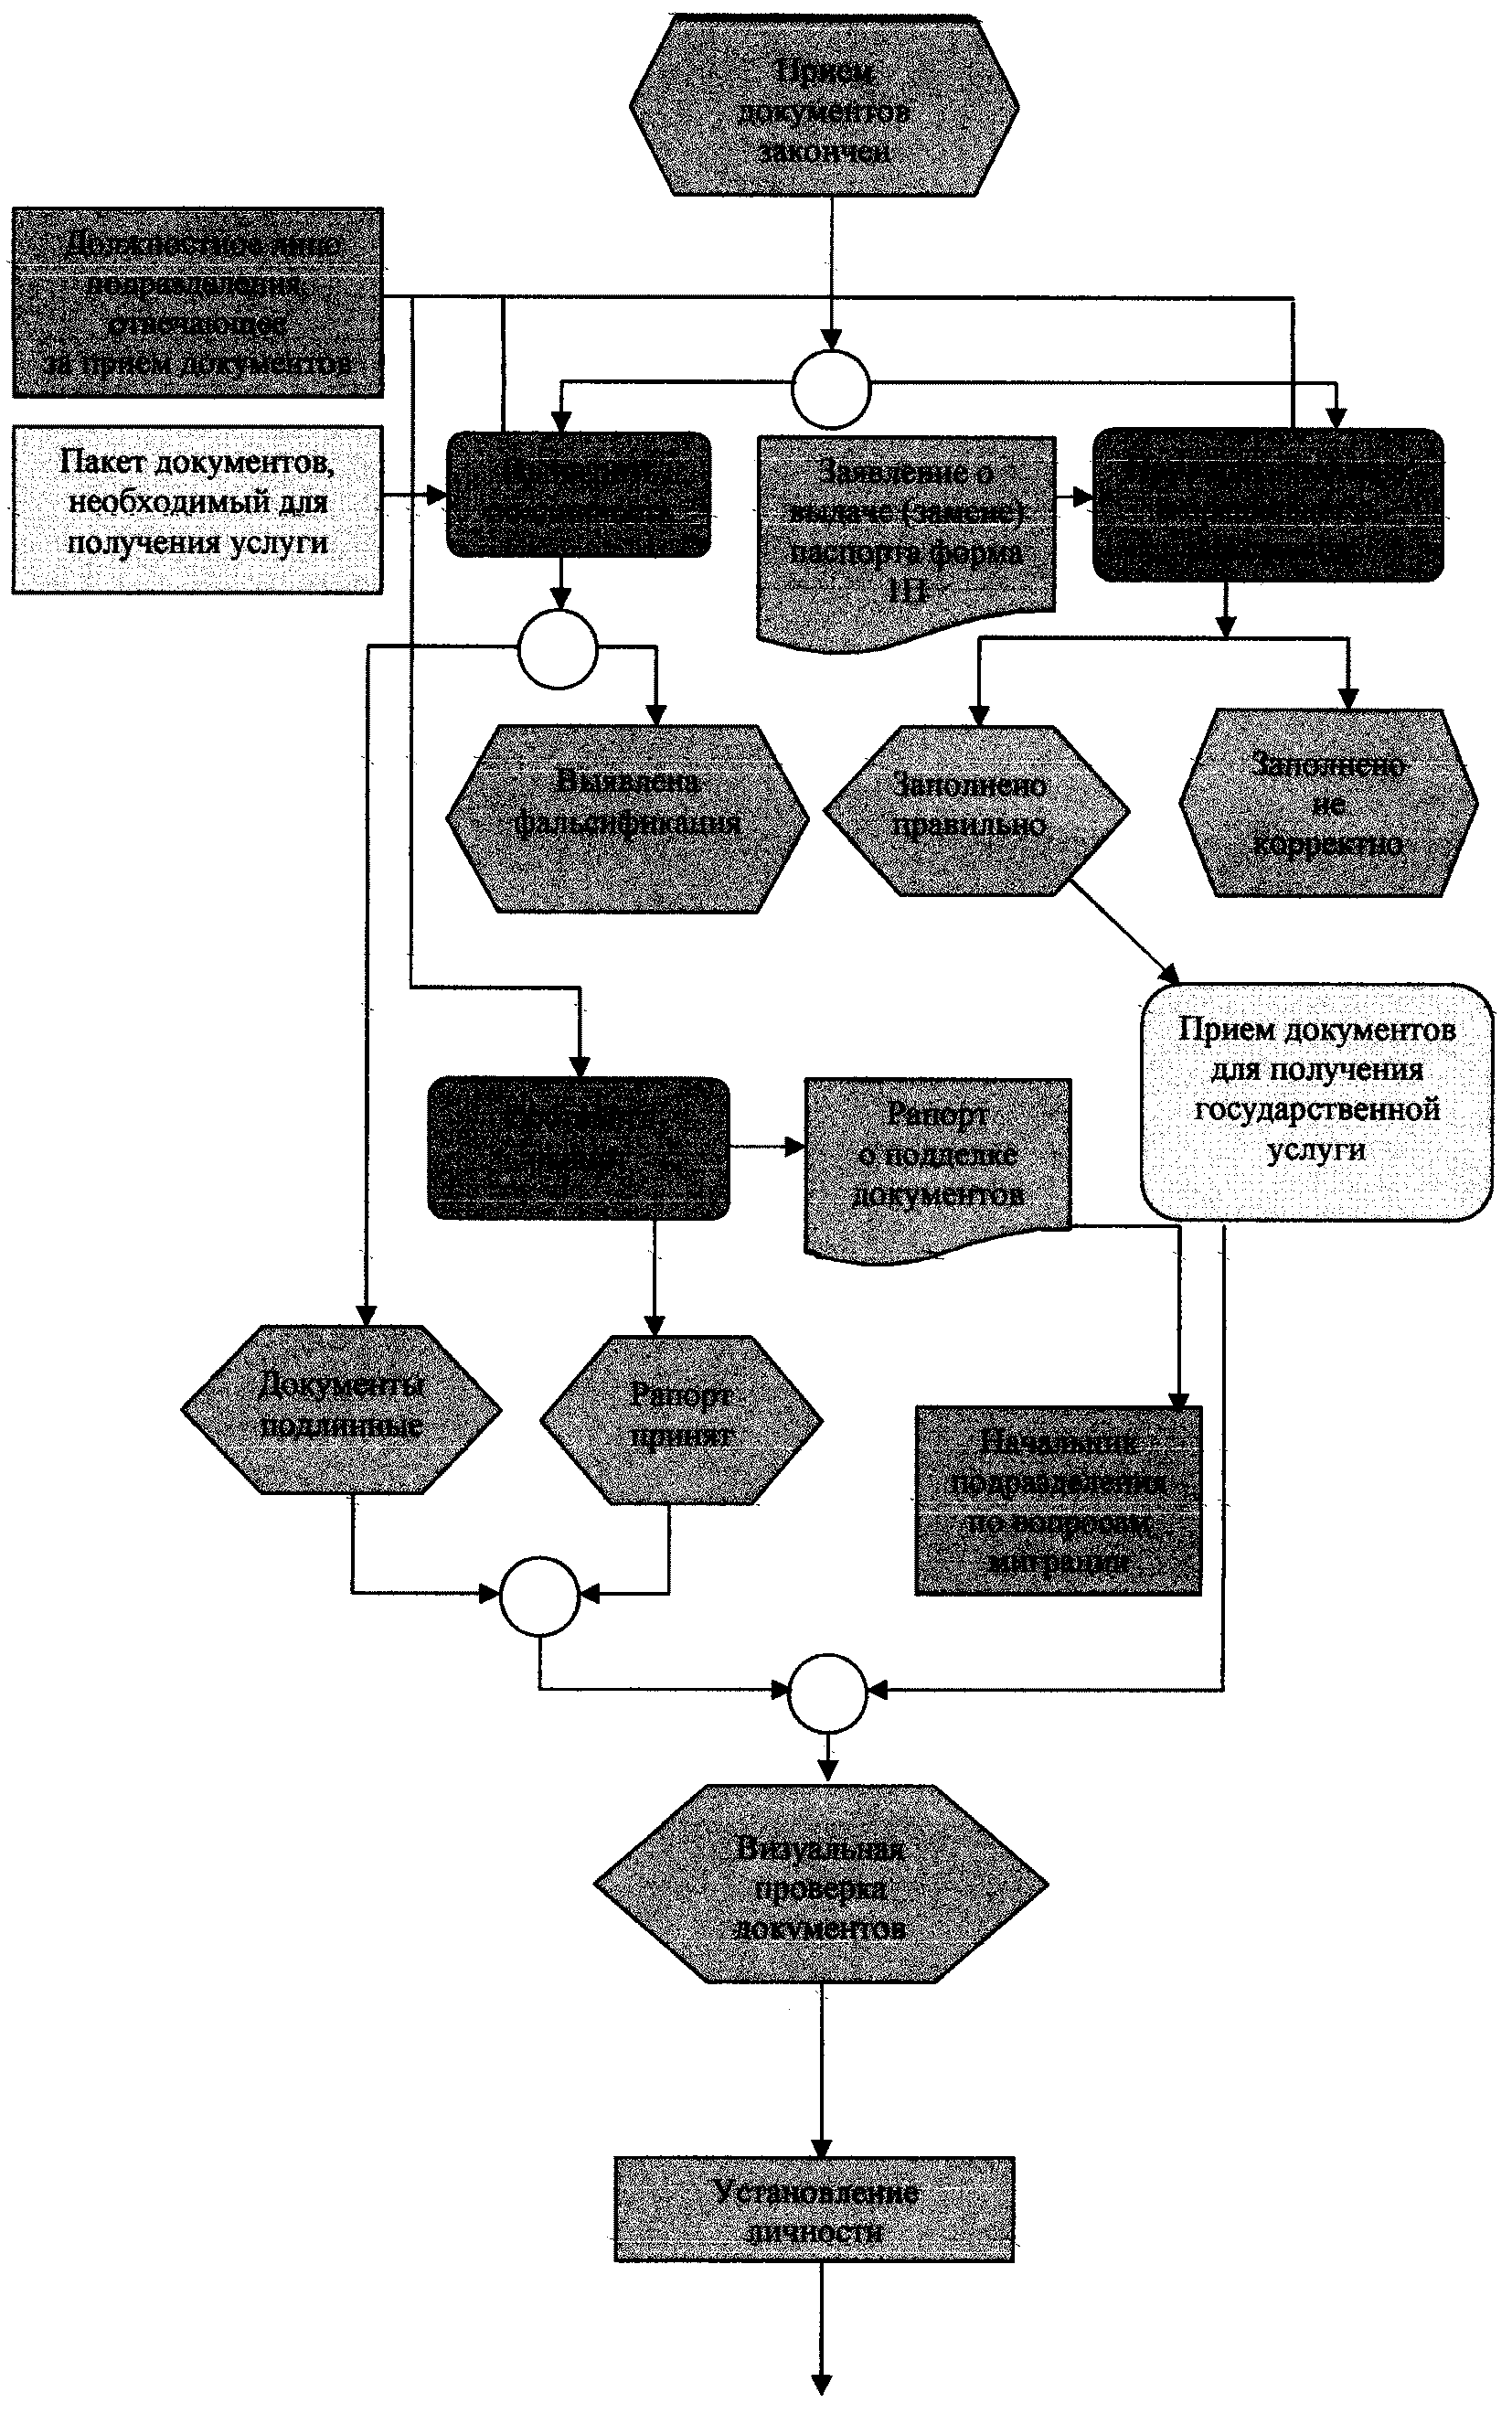 Прием
документов
закончен
Должностное лицо
подразделения,
отвечающее
за прием документов
Пакет документов,
необходимый для
получения услуги
Заявление о
выдаче (замене)
паспорта форма
1П
Выявлена
фальсификация
Заполнено
правильно
Заполнено
не
корректно
Прием документов
для получения
государственной
услуги
Рапорт
о подделке
документов
Документы
подлинные
Рапорт
принят
Начальник
подразделения
по вопросам
миграции
Визуальная
проверка
документов
Установление
личности